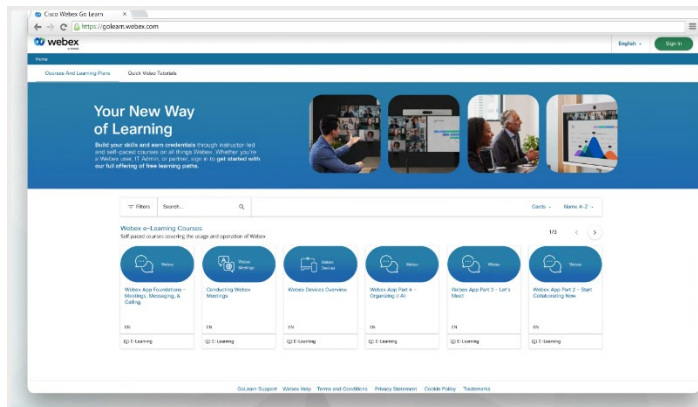 Cisco Webex Go Learn
https://golearn.webex.com
webex
English
Sign In
Home
Courses And Learning Plans
Quick Video Tutorials
Your New Way
of Learning
Build your skills and earn credentials through instructor-led
and self-paced courses on all things Webex. Whether you're
a Webex user, IT Admin, or partner, sign in to get started with
our full offering of free learning paths.
Filters
Search...
Cards
Name A-Z
Webex e-Learning Courses
Self-paced courses covering the usage and operation of Webex
1/3
Webex
Webex
Meetings
Webex
Devices
Webex
Webex
Webex
Webex App Foundations -
Meetings, Messaging, &
Calling
Conducting Webex
Meetings
Webex Devices Overview
Webex App Part 4 -
Organizing it All
Webex App Part 3 - Let's
Meet!
Webex App Part 2 - Start
Collaborating Now
EN
EN
EN
EN
EN
EN
E-Learning
E-Learning
E-Learning
E-Learning
E-Learning
E-Learning
GoLearn Support
Webex Help
Terms and Conditions
Privacy Statement
Cookie Policy
Trademarks